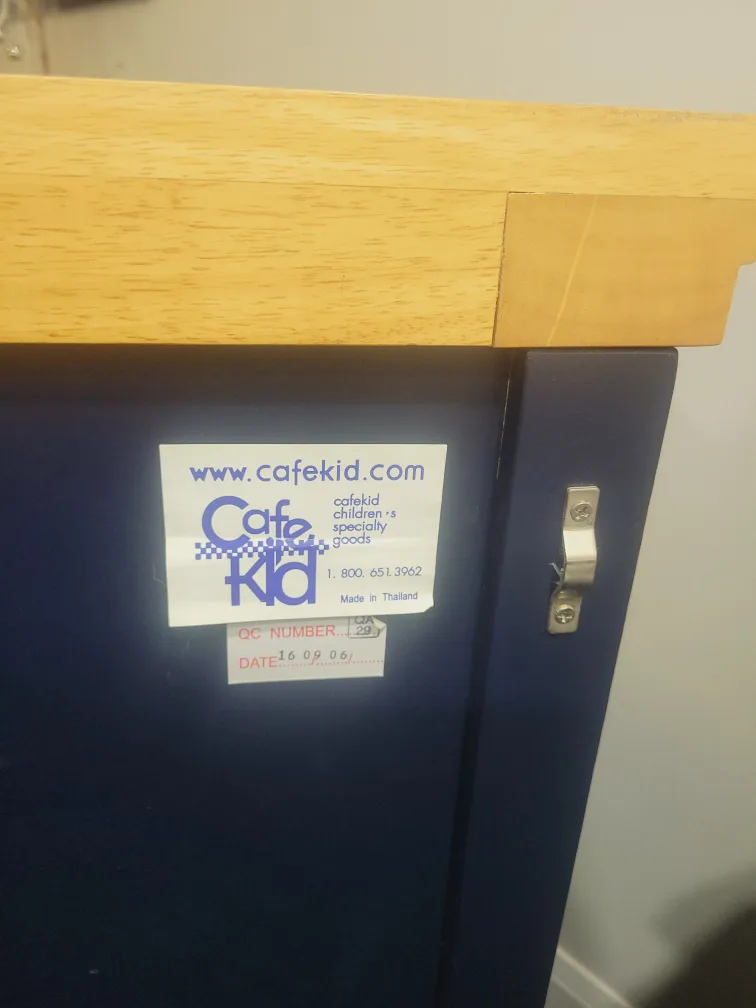 www.cafekid.com
Cafe
Kid
cafekid
children's
specialty
goods
1. 800. 651.3962
Made in Thailand
QC NUMBER....QA
29
DATE 16 09 06